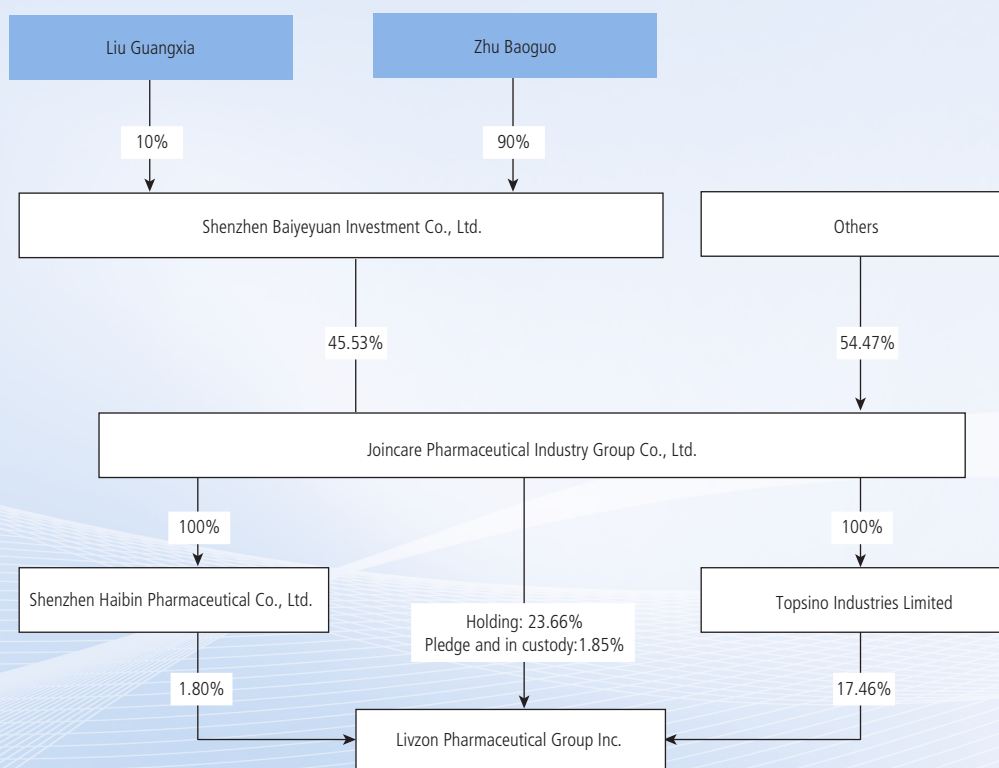 Liu Guangxia
Zhu Baoguo
10%
90%
Shenzhen Baiyeyuan Investment Co., Ltd.
Others
45.53%
54.47%
Joincare Pharmaceutical Industry Group Co., Ltd.
100%
100%
Shenzhen Haibin Pharmaceutical Co., Ltd.
Topsino Industries Limited
Holding: 23.66%
Pledge and in custody:1.85%
1.80%
17.46%
Livzon Pharmaceutical Group Inc.